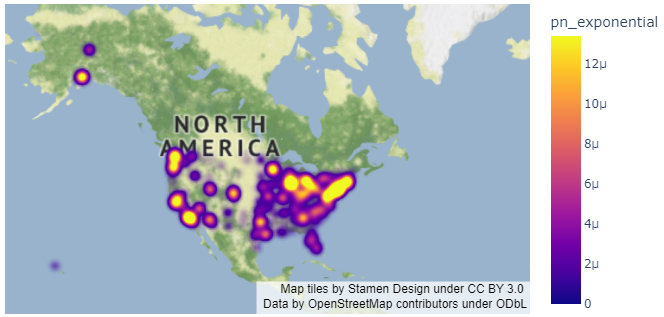 pn_exponential
12μ
10μ
8μ
6μ
4μ
2μ
0
NORTH
AMERICA
Map tiles by Stamen Design under CC BY 3.0
Data by OpenStreetMap contributors under ODbL